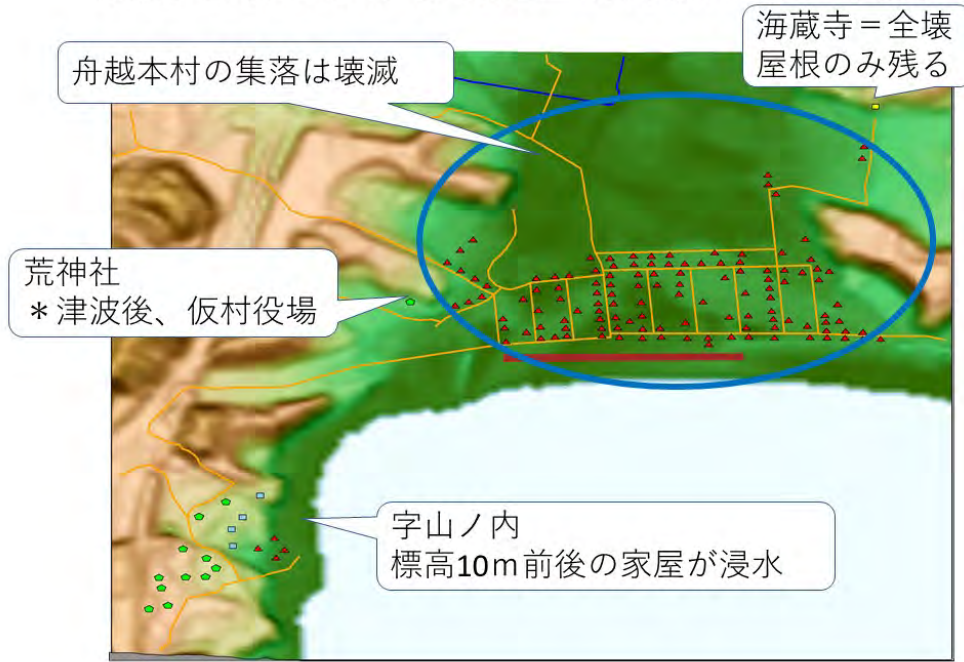 海蔵寺＝全壊
屋根のみ残る
舟越本村の集落は壊滅
荒神社
＊津波後、仮村役場
字山ノ内
標高10ｍ前後の家屋が浸水